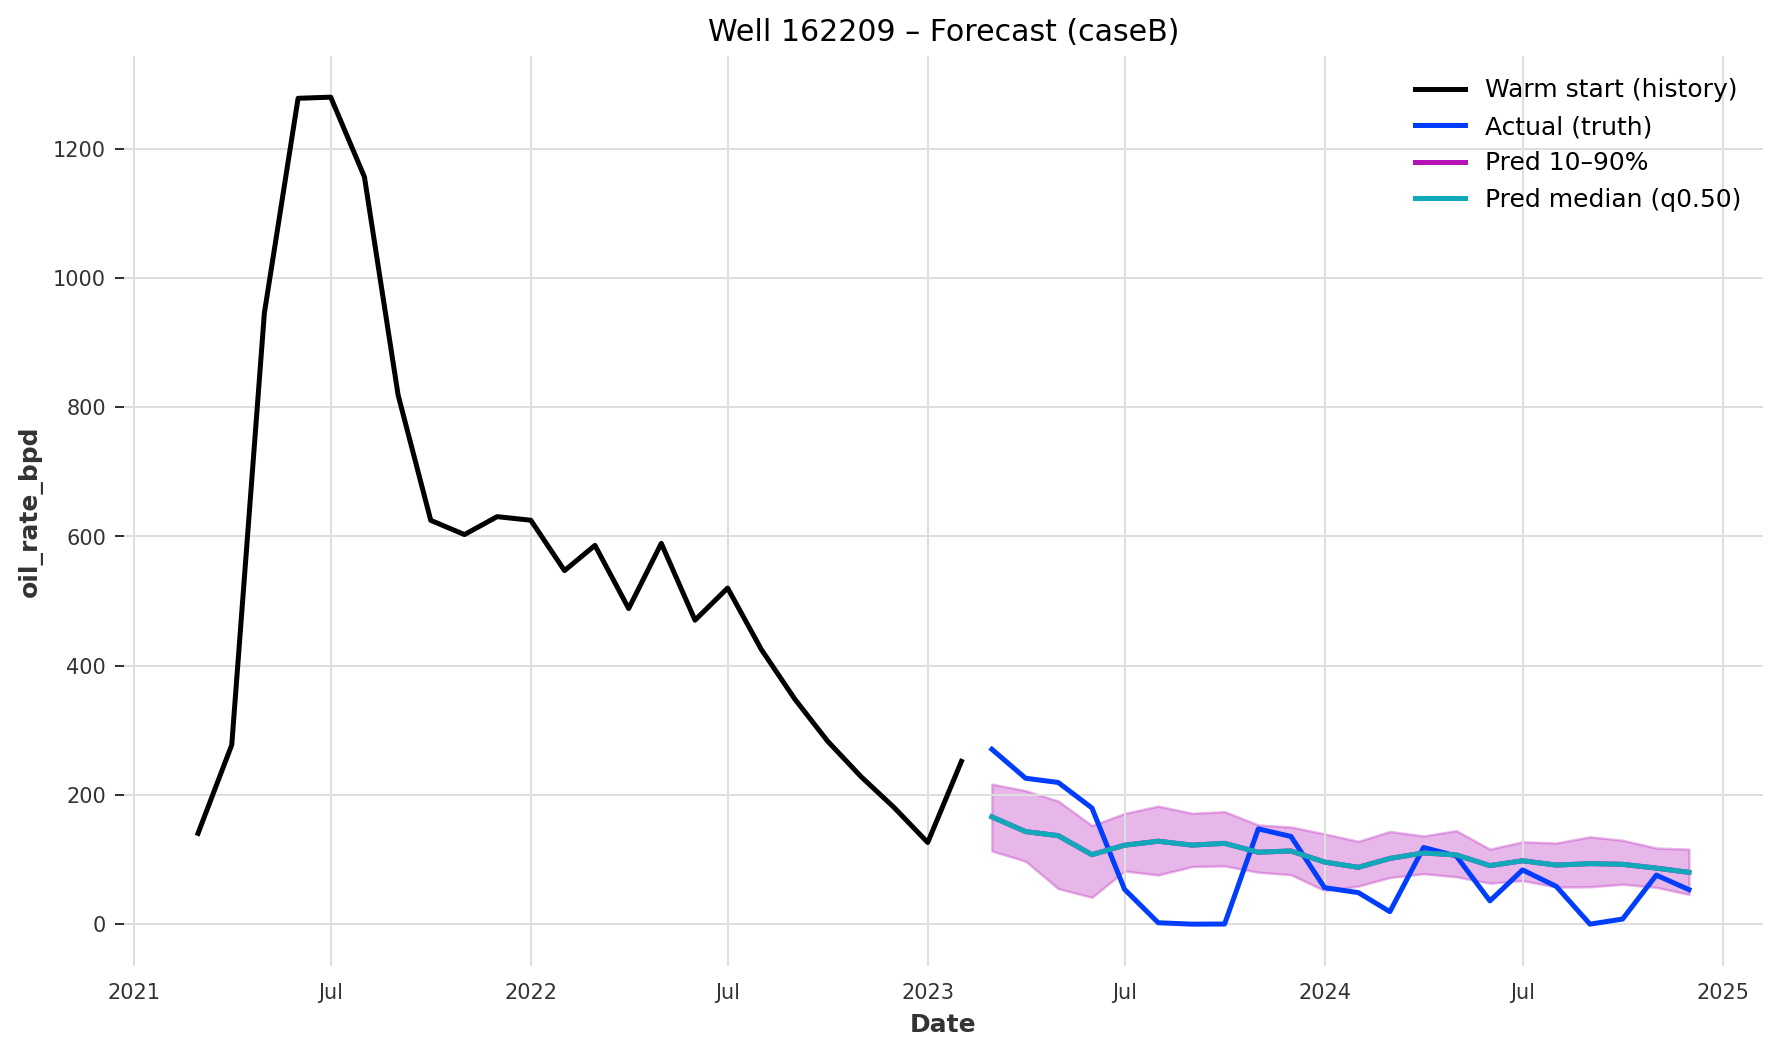 Well 162209 – Forecast (caseB)
Warm start (history)
Actual (truth)
Pred 10–90%
Pred median (q0.50)
oil_rate_bpd
1200
1000
800
600
400
200
0
2021
Jul
2022
Jul
2023
Jul
2024
Jul
2025
Date